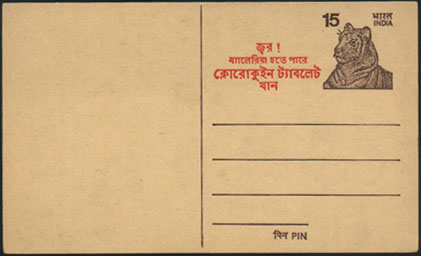 15 भारत
INDIA
জ্বর !
ম্যালেরিয়া হতে পারে
ক্লোরোকুইন ট্যাবলেট
খান
पिन PIN